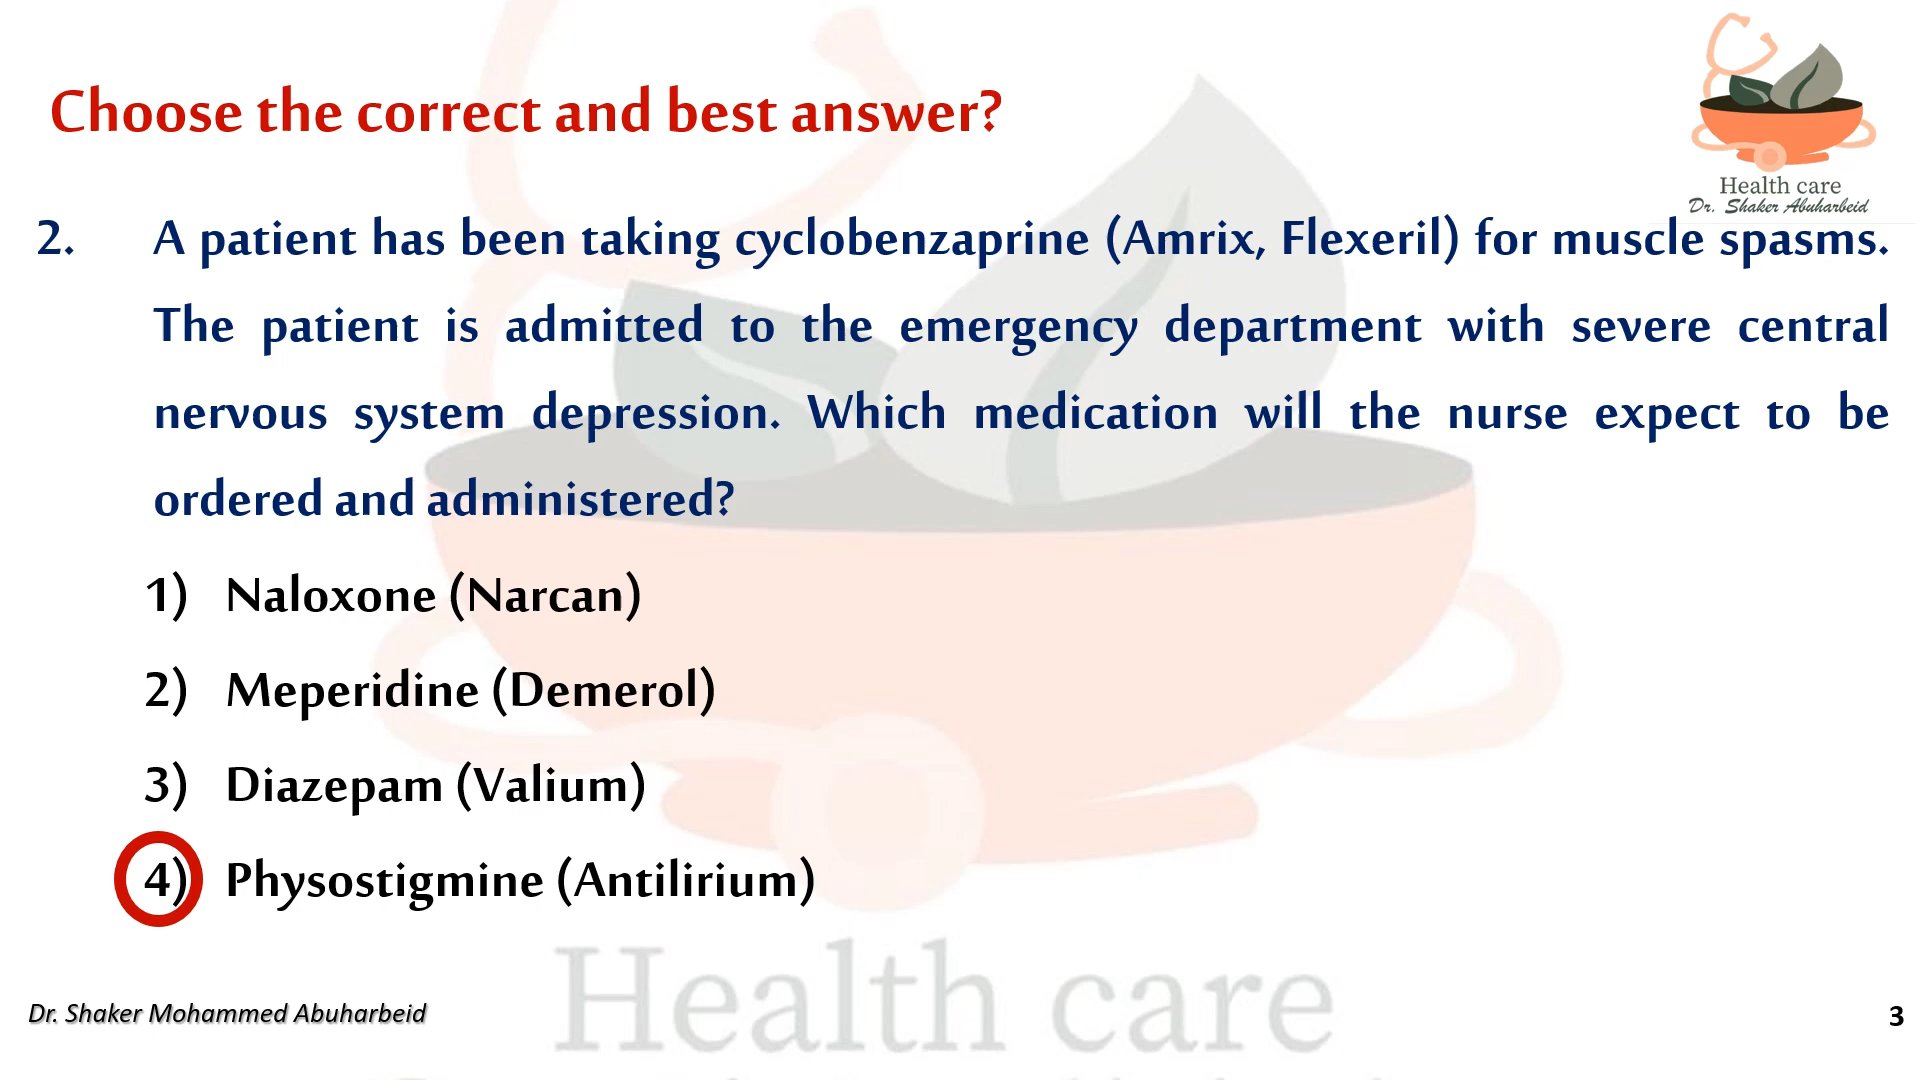 Choose the correct and best answer?
Health care
Dr. Shaker Abuharbeid
2. A patient has been taking cyclobenzaprine (Amrix, Flexeril) for muscle spasms.
The patient is admitted to the emergency department with severe central
nervous system depression. Which medication will the nurse expect to be
ordered and administered?
1) Naloxone (Narcan)
2) Meperidine (Demerol)
3) Diazepam (Valium)
4) Physostigmine (Antilirium)
Health care
Dr. Shaker Mohammed Abuharbeid
3